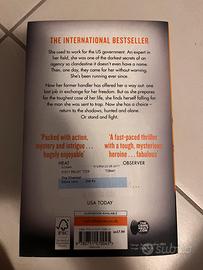 THE INTERNATIONAL BESTSELLER
She used to work for the US government. An expert in
her field, she was one of the darkest secrets of an
agency so clandestine it doesn't even have a name.
Then, one day, they came for her without warning.
She's been running ever since.
Now her former handler has offered her a way out: one
last job in exchange for her freedom. But as she prepares
for the toughest case of her life, she finds herself falling for
the man she was sent to trap. Now she has a choice –
return to the shadows, hunted and alone.
Or stand and fight.
'Packed with action,
mystery and intrigue . . .
hugely enjoyable'
HEAT
'A fast-paced thriller
with a tough, mysterious
heroine . . . fabulous'
OBSERVER
USA TODAY
FSC
Subito.it